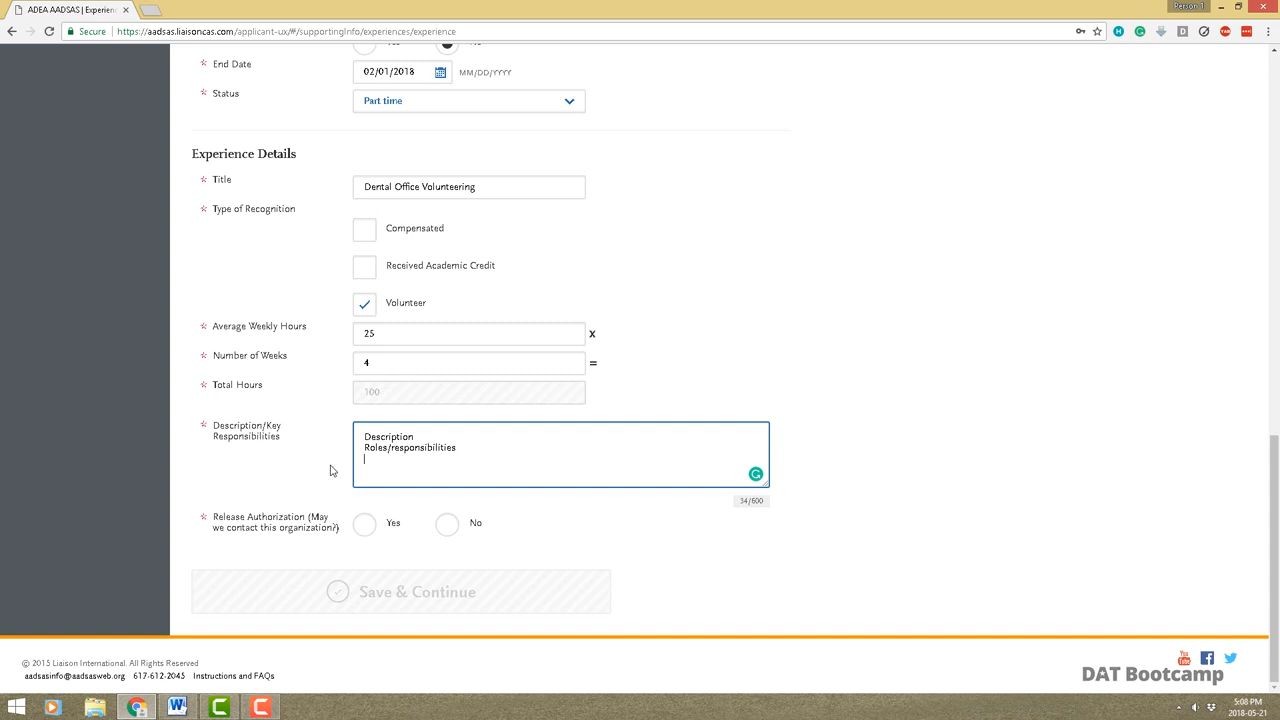 ADEA AADSAS | Experienc
Person 1
Secure
https://aadsas.liaisoncas.com/applicant-ux/#/supportingInfo/experiences/experience
No
* End Date
02/01/2018
MM/DD/YYYY
* Status
Part time
Experience Details
* Title
Dental Office Volunteering
* Type of Recognition
Compensated
Received Academic Credit
Volunteer
* Average Weekly Hours
25
x
* Number of Weeks
4
=
* Total Hours
100
* Description/Key
Responsibilities
Description
Roles/responsibilities
34/600
* Release Authorization (May
we contact this organization?)
Yes
No
Save & Continue
© 2015 Liaison International. All Rights Reserved
aadsasinfo@aadsasweb.org 617-612-2045 Instructions and FAQs
DAT Bootcamp
5:08 PM
2018-05-21